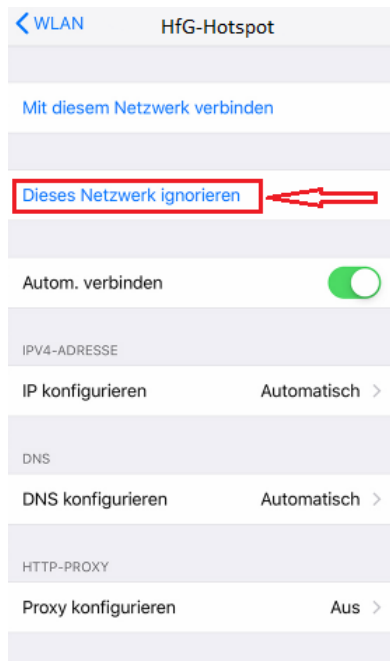 WLAN HfG-Hotspot
Mit diesem Netzwerk verbinden
Dieses Netzwerk ignorieren
Autom. verbinden
IPV4-ADRESSE
IP konfigurieren Automatisch
DNS
DNS konfigurieren Automatisch
HTTP-PROXY
Proxy konfigurieren Aus